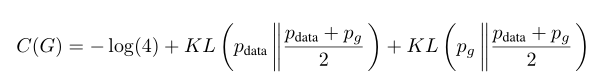 C(G) = − log(4) + KL ( p_data ‖ (p_data + p_g) / 2 ) + KL ( p_g ‖ (p_data + p_g) / 2 )